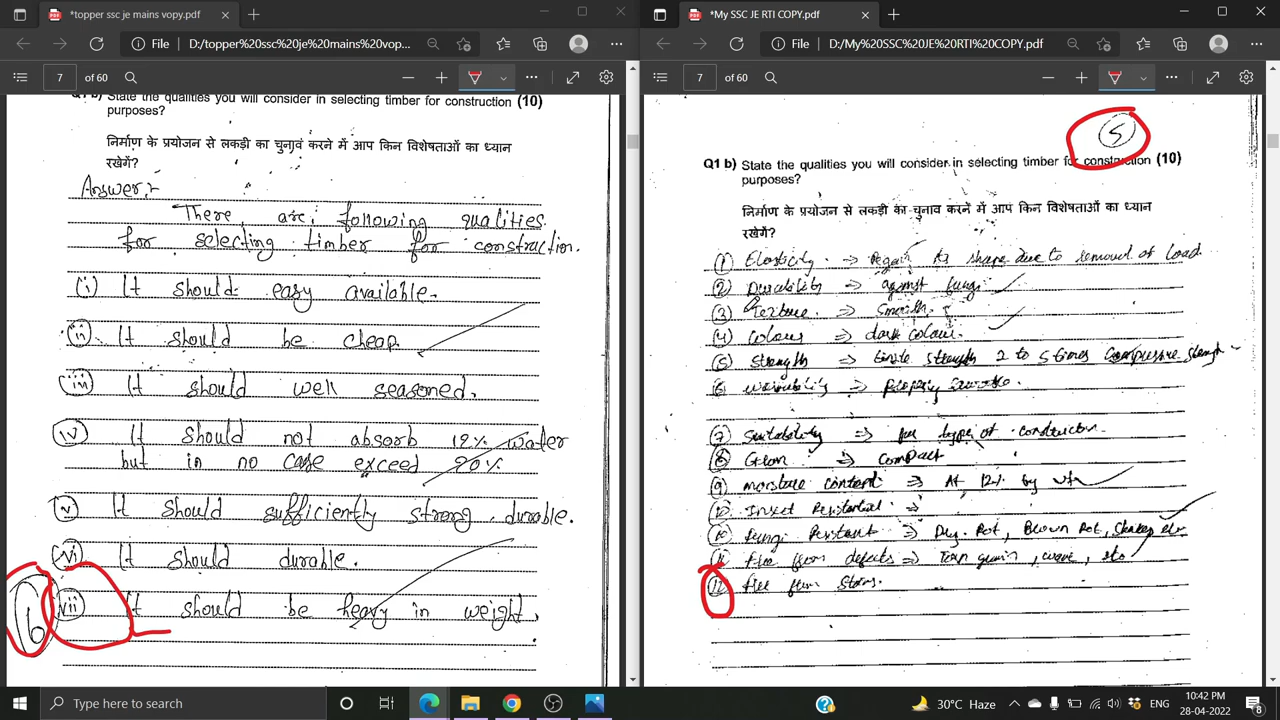 *topper ssc je mains vopy.pdf
File | D:/topper%20ssc%20je%20mains%20vop...
7 of 60
Q1 b) State the qualities you will consider in selecting timber for construction (10)
purposes?
निर्माण के प्रयोजन से लकड़ी का चुनाव करने में आप किन विशेषताओं का ध्यान
रखेगें?
Answer:-
There are following qualities
for selecting timber for construction.
(i) It should easy available.
(ii) It should be cheap.
(iii) It should well seasoned.
(iv) It should not absorb 12% water
but in no case exceed 20%
(v) It should sufficiently strong durable.
(vi) It should durable.
(vii) It should be heavy in weight.
6
*My SSC JE RTI COPY.pdf
File | D:/My%20SSC%20JE%20RTI%20COPY.pdf
7 of 60
5
Q1 b) State the qualities you will consider in selecting timber for construction (10)
purposes?
निर्माण के प्रयोजन से लकड़ी का चुनाव करने में आप किन विशेषताओं का ध्यान
रखेगें?
(1) Elasticity → Regain its shape due to removal of load.
(2) Durability → against fungi
(3) Texture → Smooth.
(4) Colour → dark colour.
(5) Strength → tensile strength 2 to 5 times Compressive strength
(6) → Properly
(7) Suitability → for type of construction.
(8) Grain → Compact
(9) moisture content → At 12% by wt
(10) Insect Resistential →
(10) Fungi Resistant → Dry Rot, Brown Rot, Shakes etc
(11) free from defects → Torn grain, wane, etc
(12) free from
Type here to search
30°C Haze
ENG
10:42 PM
28-04-2022